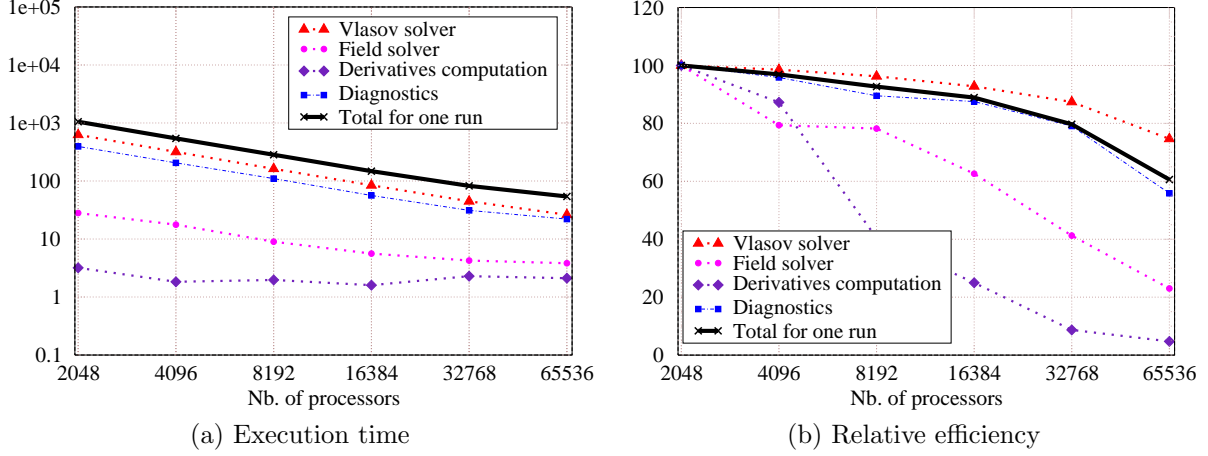 1e+05
1e+04
1e+03
100
10
1
0.1
Vlasov solver
Field solver
Derivatives computation
Diagnostics
Total for one run
2048 4096 8192 16384 32768 65536
Nb. of processors
(a) Execution time
120
100
80
60
40
20
0
Vlasov solver
Field solver
Derivatives computation
Diagnostics
Total for one run
2048 4096 8192 16384 32768 65536
Nb. of processors
(b) Relative efficiency